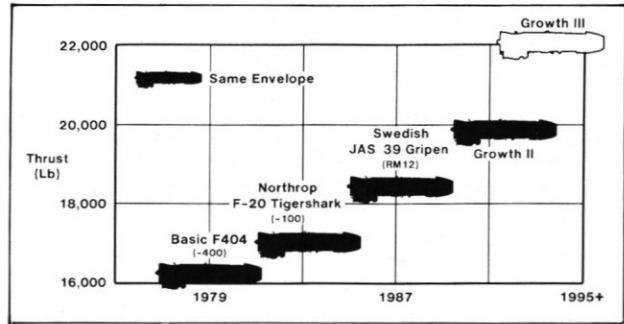 Growth III
22,000
Same Envelope
20,000
Swedish
JAS 39 Gripen
(RM12)
Growth II
Thrust
(Lb)
Northrop
F-20 Tigershark
(-100)
18,000
Basic F404
(-400)
16,000
1979
1987
1995+